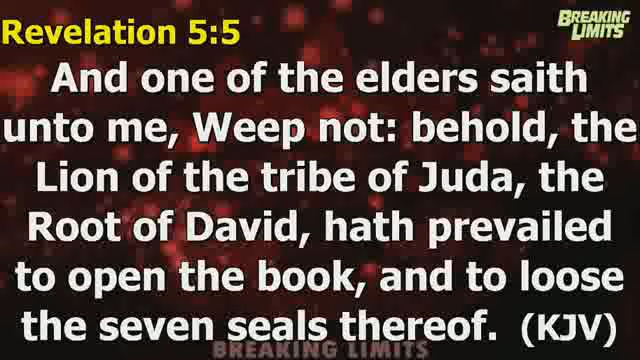 BREAKING
LIMITS
Revelation 5:5
And one of the elders saith
unto me, Weep not: behold, the
Lion of the tribe of Juda, the
Root of David, hath prevailed
to open the book, and to loose
the seven seals thereof. (KJV)
BREAKING LIMITS